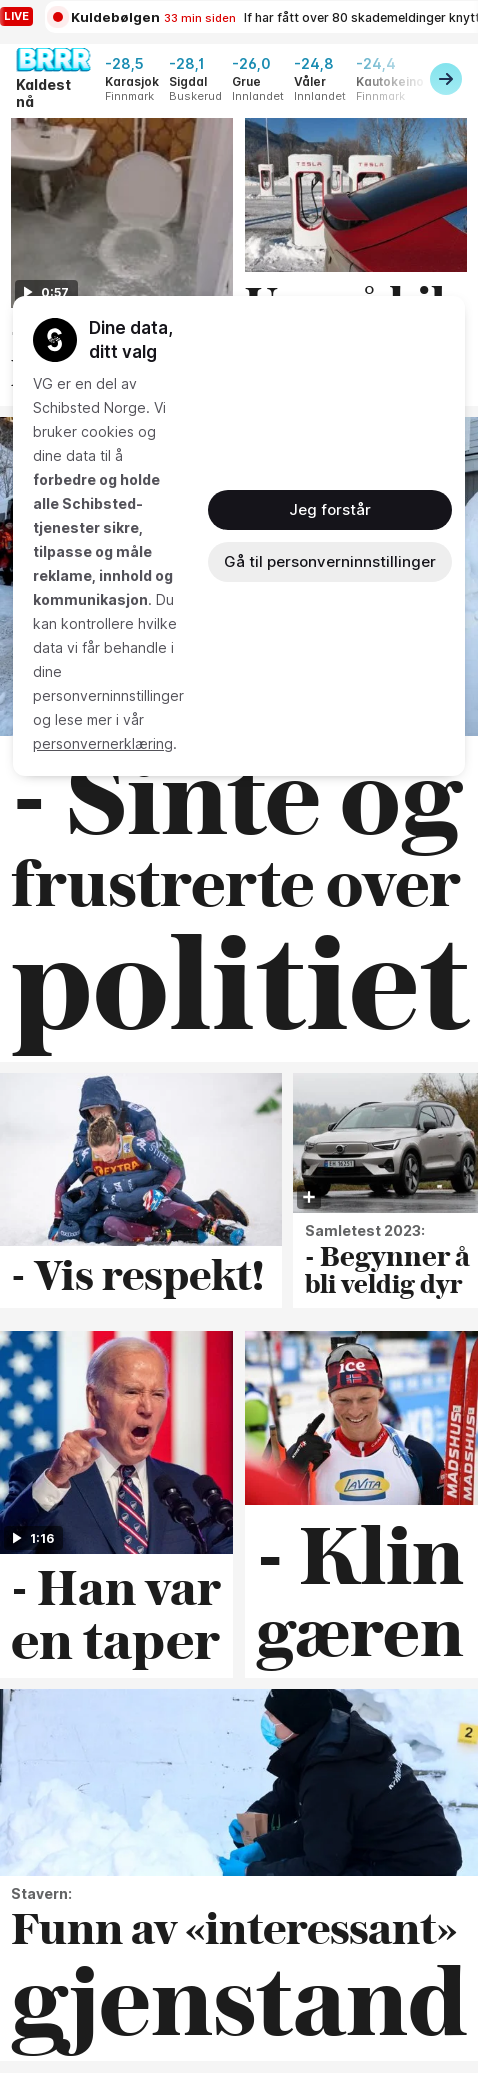 LIVE
Kuldebølgen 33 min siden If har fått over 80 skademeldinger knytt
BRRR
Kaldest
nå
-28,5
Karasjok
Finnmark
-28,1
Sigdal
Buskerud
-26,0
Grue
Innlandet
-24,8
Våler
Innlandet
-24,4
Kautokeino
Finnmark
0:57
TESLA
TESLA
Dine data,
ditt valg
VG er en del av
Schibsted Norge. Vi
bruker cookies og
dine data til å
forbedre og holde
alle Schibsted-
tjenester sikre,
tilpasse og måle
reklame, innhold og
kommunikasjon. Du
kan kontrollere hvilke
data vi får behandle i
dine
personverninnstillinger
og lese mer i vår
personvernerklæring.
Jeg forstår
Gå til personverninnstillinger
- Sinte og
frustrerte over
politiet
EXTRA
- Vis respekt!
Samletest 2023:
- Begynner å
bli veldig dyr
1:16
- Han var
en taper
ice
LAVITA
MADSHUS
MADSHUS
- Klin
gæren
2
Stavern:
Funn av «interessant»
gjenstand